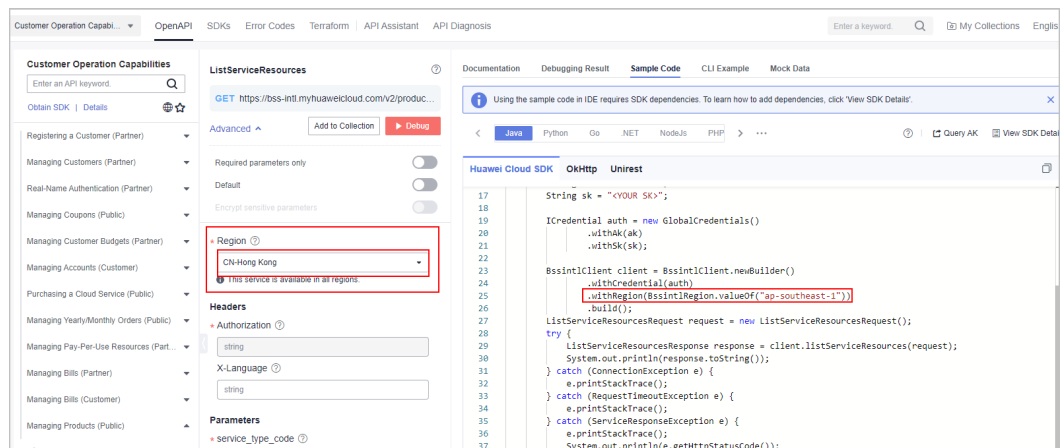 Customer Operation Capabi... OpenAPI SDKs Error Codes Terraform API Assistant API Diagnosis Enter a keyword. My Collections
Customer Operation Capabilities
Enter an API keyword.
Obtain SDK | Details
Registering a Customer (Partner)
Managing Customers (Partner)
Real-Name Authentication (Partner)
Managing Coupons (Public)
Managing Customer Budgets (Partner)
Managing Accounts (Customer)
Purchasing a Cloud Service (Public)
Managing Yearly/Monthly Orders (Public)
Managing Pay-Per-Use Resources (Part...
Managing Bills (Partner)
Managing Bills (Customer)
Managing Products (Public)
ListServiceResources
GET https://bss-intl.myhuaweicloud.com/v2/produc...
Advanced Add to Collection Debug
Required parameters only
Default
Encrypt sensitive parameters
* Region
CN-Hong Kong
This service is available in all regions.
Headers
* Authorization
string
X-Language
string
Parameters
* service_type_code
Documentation Debugging Result Sample Code CLI Example Mock Data
Using the sample code in IDE requires SDK dependencies. To learn how to add dependencies, click 'View SDK Details'.
Java Python Go .NET NodeJs PHP ... Query AK View SDK Detai
Huawei Cloud SDK OkHttp Unirest
17 String sk = "<YOUR SK>";
18
19 ICredential auth = new GlobalCredentials()
20 .withAk(ak)
21 .withSk(sk);
22
23 BssintlClient client = BssintlClient.newBuilder()
24 .withCredential(auth)
25 .withRegion(BssintlRegion.valueOf("ap-southeast-1"))
26 .build();
27 ListServiceResourcesRequest request = new ListServiceResourcesRequest();
28 try {
29 ListServiceResourcesResponse response = client.listServiceResources(request);
30 System.out.println(response.toString());
31 } catch (ConnectionException e) {
32 e.printStackTrace();
33 } catch (RequestTimeoutException e) {
34 e.printStackTrace();
35 } catch (ServiceResponseException e) {
36 e.printStackTrace();
37 System.out.println(e.getHttpStatusCode());